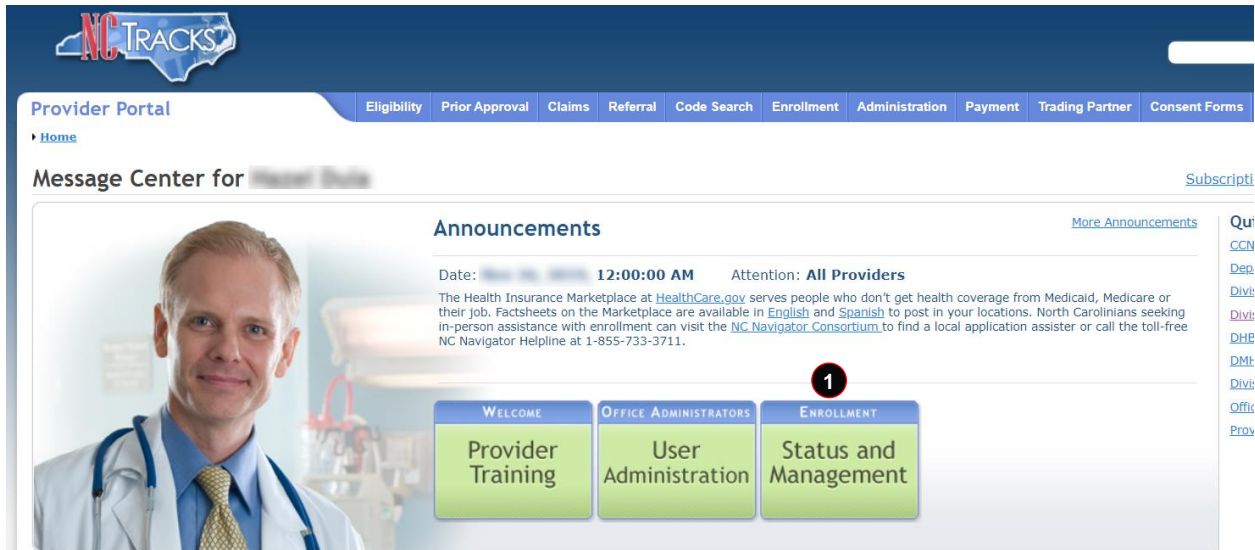 NC TRACKS
Provider Portal
Eligibility Prior Approval Claims Referral Code Search Enrollment Administration Payment Trading Partner Consent Forms
Home
Message Center for
Announcements
More Announcements
Date: 12:00:00 AM Attention: All Providers
The Health Insurance Marketplace at HealthCare.gov serves people who don't get health coverage from Medicaid, Medicare or
their job. Factsheets on the Marketplace are available in English and Spanish to post in your locations. North Carolinians seeking
in-person assistance with enrollment can visit the NC Navigator Consortium to find a local application assister or call the toll-free
NC Navigator Helpline at 1-855-733-3711.
1
WELCOME
Provider
Training
OFFICE ADMINISTRATORS
User
Administration
ENROLLMENT
Status and
Management
CCN
DHB